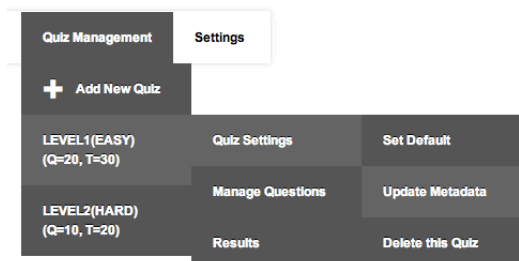 Quiz Management
Settings
Add New Quiz
LEVEL1(EASY)
(Q=20, T=30)
Quiz Settings
Set Default
Manage Questions
Update Metadata
LEVEL2(HARD)
(Q=10, T=20)
Results
Delete this Quiz